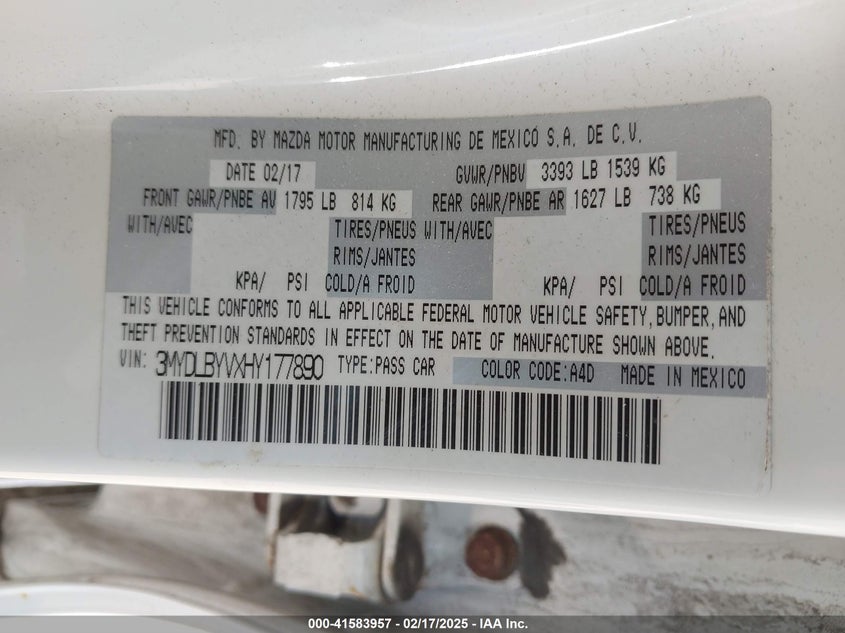 MFD. BY MAZDA MOTOR MANUFACTURING DE MEXICO S.A. DE C.V.
DATE 02/17 GVWR/PNBV 3393 LB 1539 KG
FRONT GAWR/PNBE AV 1795 LB 814 KG REAR GAWR/PNBE AR 1627 LB 738 KG
WITH/AVEC TIRES/PNEUS WITH/AVEC TIRES/PNEUS
RIMS/JANTES RIMS/JANTES
KPA/ PSI COLD/A FROID KPA/ PSI COLD/A FROID
THIS VEHICLE CONFORMS TO ALL APPLICABLE FEDERAL MOTOR VEHICLE SAFETY, BUMPER, AND
THEFT PREVENTION STANDARDS IN EFFECT ON THE DATE OF MANUFACTURE SHOWN ABOVE.
VIN: 3MYDLBYVXHY177890 TYPE:PASS CAR COLOR CODE:A4D MADE IN MEXICO
000-41583957 - 02/17/2025 - IAA Inc.